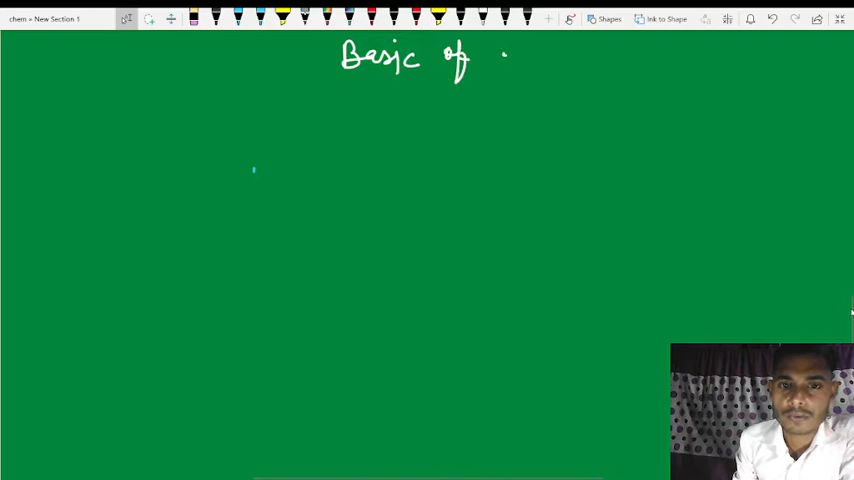 chem » New Section 1
Shapes
Ink to Shape
Basic of